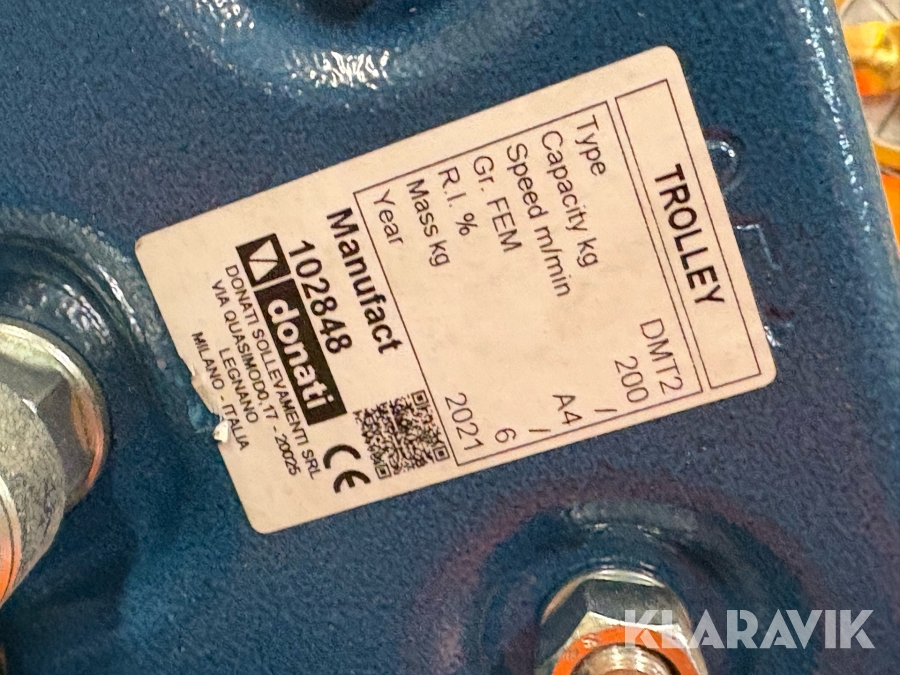 TROLLEY
Type DMT2
Capacity kg 200
Speed m/min /
Gr. FEM A4
R.I. % /
Mass kg 6
Year 2021
Manufact
102848
donati
DONATI SOLLEVAMENTI SRL
VIA QUASIMODO,17 - 20025
LEGNANO
MILANO - ITALIA
CE
KLARAVIK